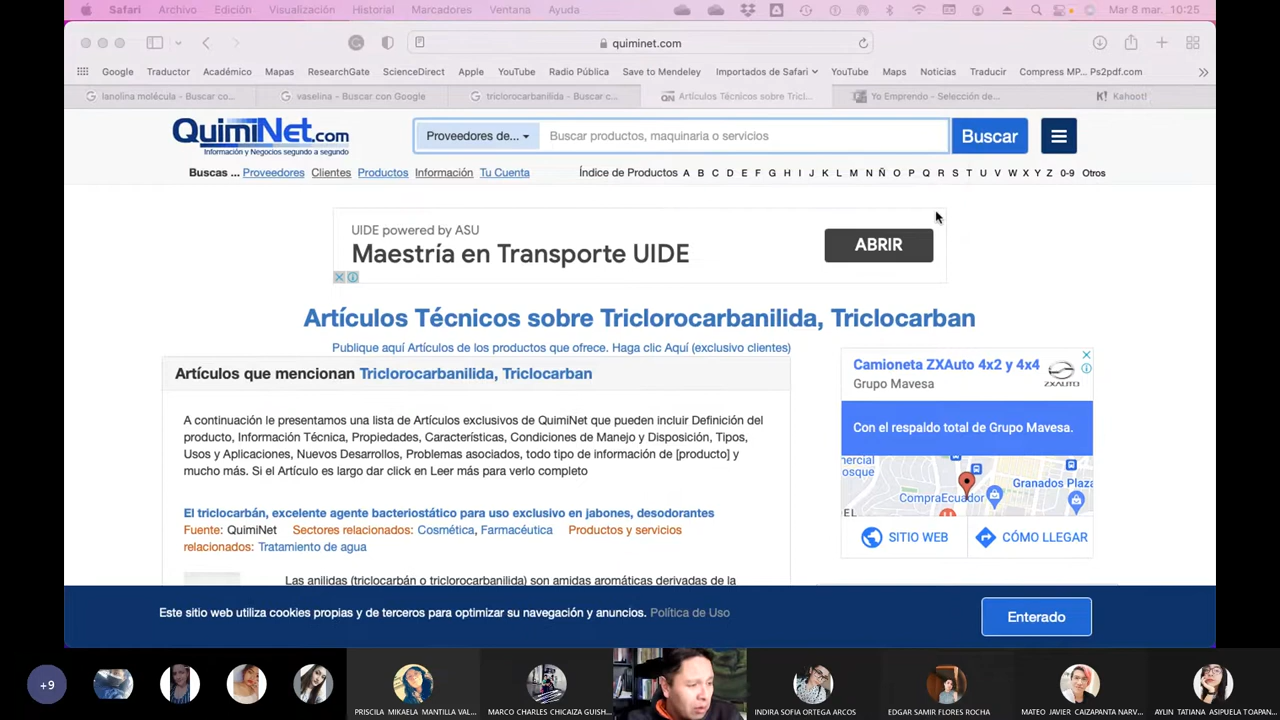 Safari Archivo Edición Visualización Historial Marcadores Ventana Ayuda Mar 8 mar. 10:25
quiminet.com
Google Traductor Académico Mapas ResearchGate ScienceDirect Apple YouTube Radio Pública Save to Mendeley Importados de Safari YouTube Maps Noticias Traducir Compress MP... Ps2pdf.com
lanolina molécula - Buscar co... vaselina - Buscar con Google triclorocarbanilida - Buscar c... Artículos Técnicos sobre Tricl... Yo Emprendo - Selección de... Kahoot!
QuimiNet.com
Información y Negocios segundo a segundo
Proveedores de... Buscar productos, maquinaria o servicios Buscar
Buscas ... Proveedores Clientes Productos Información Tu Cuenta Índice de Productos A B C D E F G H I J K L M N Ñ O P Q R S T U V W X Y Z 0-9 Otros
UIDE powered by ASU
Maestría en Transporte UIDE
ABRIR
Artículos Técnicos sobre Triclorocarbanilida, Triclocarban
Publique aquí Artículos de los productos que ofrece. Haga clic Aquí (exclusivo clientes)
Artículos que mencionan Triclorocarbanilida, Triclocarban
A continuación le presentamos una lista de Artículos exclusivos de QuimiNet que pueden incluir Definición del
producto, Información Técnica, Propiedades, Características, Condiciones de Manejo y Disposición, Tipos,
Usos y Aplicaciones, Nuevos Desarrollos, Problemas asociados, todo tipo de información de [producto] y
mucho más. Si el Artículo es largo dar click en Leer más para verlo completo
El triclocarbán, excelente agente bacteriostático para uso exclusivo en jabones, desodorantes
Fuente: QuimiNet Sectores relacionados: Cosmética, Farmacéutica Productos y servicios
relacionados: Tratamiento de agua
Las anilidas (triclocarbán o triclorocarbanilida) son amidas aromáticas derivadas de la
Camioneta ZXAuto 4x2 y 4x4
Grupo Mavesa
ZXAUTO
Con el respaldo total de Grupo Mavesa.
mercial
osque
Granados Plaza
CompraEcuador
EL
SITIO WEB CÓMO LLEGAR
Este sitio web utiliza cookies propias y de terceros para optimizar su navegación y anuncios. Política de Uso
Enterado
+9
PRISCILA MIKAELA MANTILLA VAL... MARCO CHARLES CHICAIZA GUISH... INDIRA SOFIA ORTEGA ARCOS EDGAR SAMIR FLORES ROCHA MATEO JAVIER CAIZAPANTA NARV... AYLIN TATIANA ASIPUELA TOAPAN...